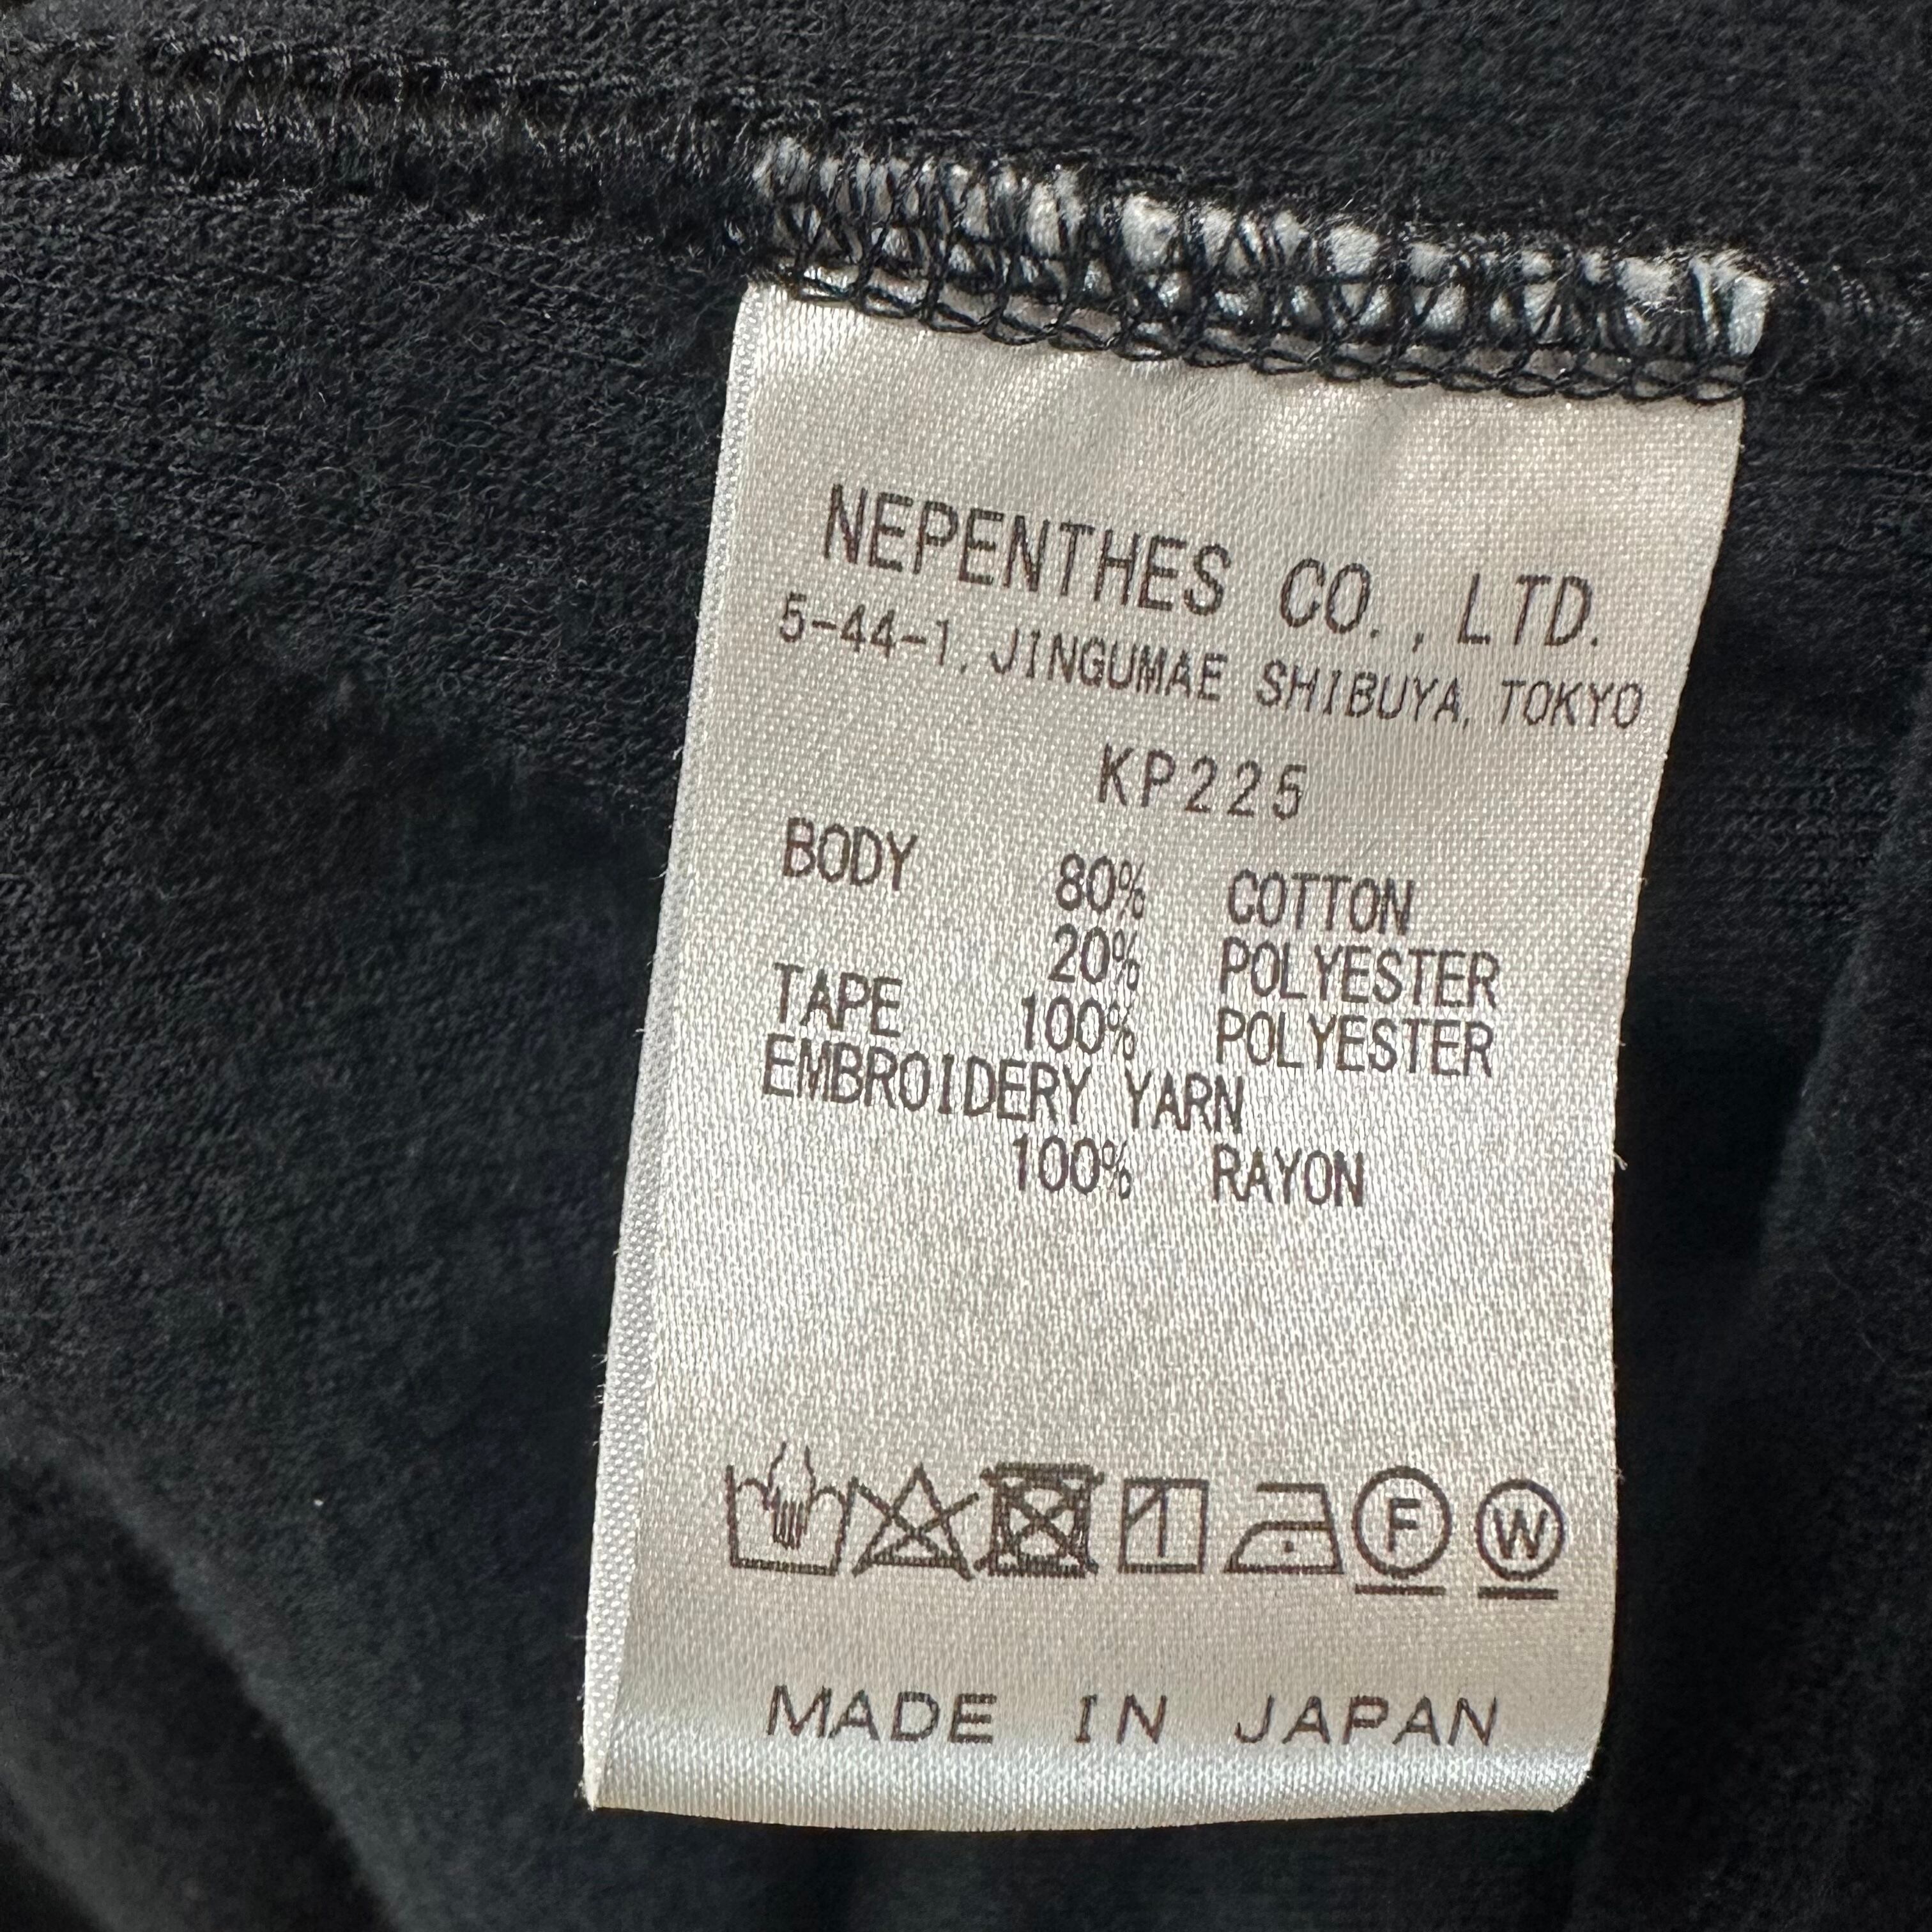 NEPENTHES CO., LTD.
5-44-1, JINGUMAE SHIBUYA, TOKYO
KP225
BODY 80% COTTON
20% POLYESTER
TAPE 100% POLYESTER
EMBROIDERY YARN
100% RAYON
F W
MADE IN JAPAN